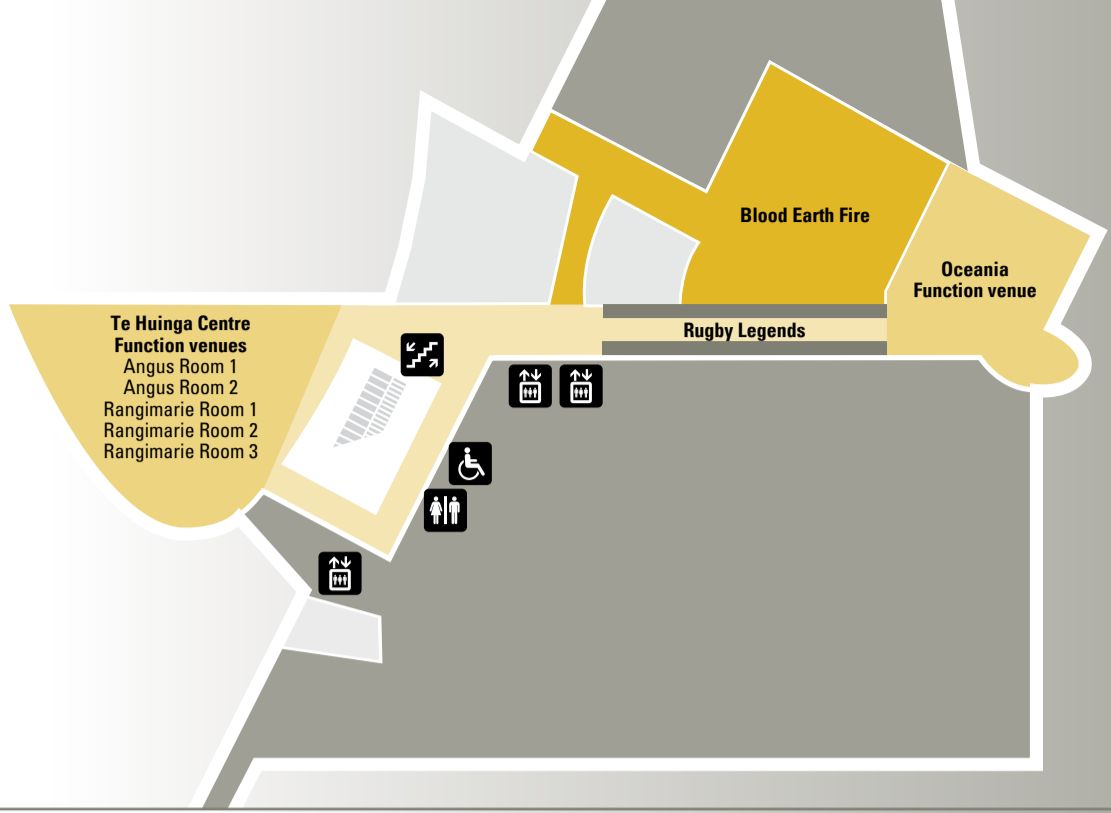 Blood Earth Fire
Oceania
Function venue
Te Huinga Centre
Function venues
Angus Room 1
Angus Room 2
Rangimarie Room 1
Rangimarie Room 2
Rangimarie Room 3
Rugby Legends